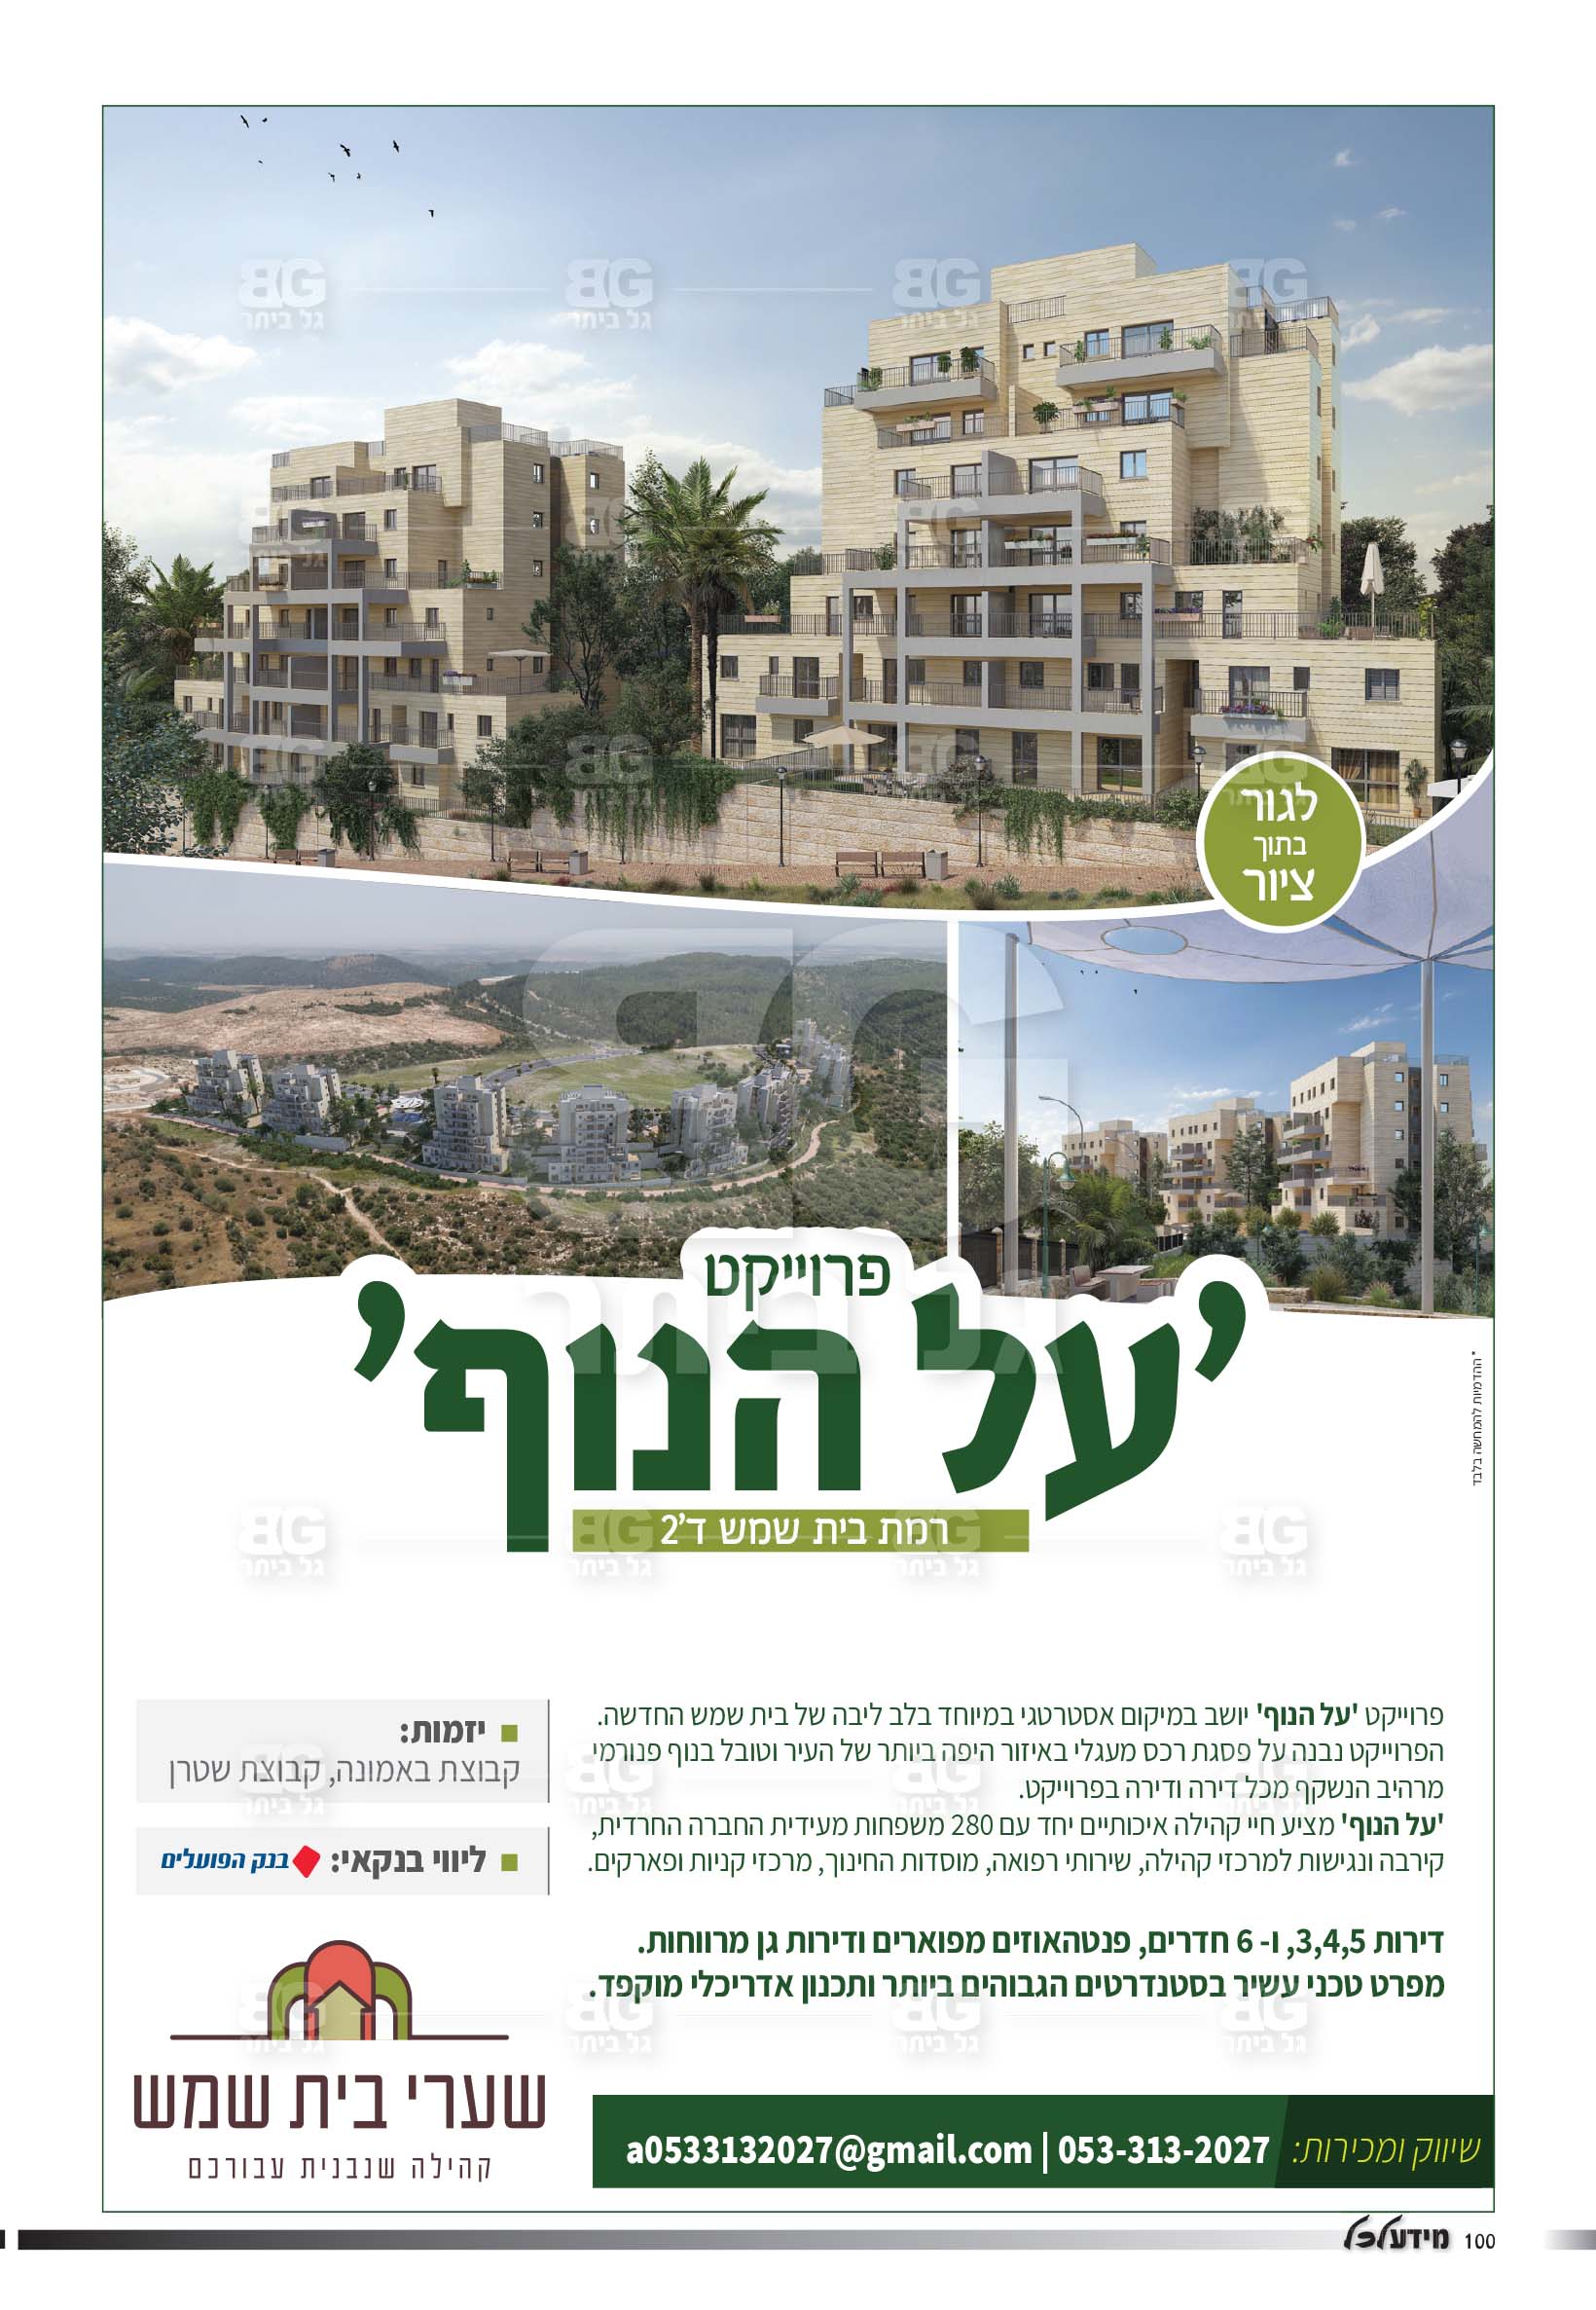 לגור
בתוך
ציור
פרוייקט
'על הנוף'
רמת בית שמש ד'2
*הדמיות להמחשה בלבד
פרוייקט 'על הנוף' יושב במיקום אסטרטגי במיוחד בלב ליבה של בית שמש החדשה.
הפרוייקט נבנה על פסגת רכס מעגלי באיזור היפה ביותר של העיר וטובל בנוף פנורמי
מרהיב הנשקף מכל דירה ודירה בפרוייקט.
'על הנוף' מציע חיי קהילה איכותיים יחד עם 280 משפחות מעידית החברה החרדית,
קירבה ונגישות למרכזי קהילה, שירותי רפואה, מוסדות החינוך, מרכזי קניות ופארקים.
דירות 3,4,5, ו- 6 חדרים, פנטהאוזים מפוארים ודירות גן מרווחות.
מפרט טכני עשיר בסטנדרטים הגבוהים ביותר ותכנון אדריכלי מוקפד.
יזמות:
קבוצת באמונה, קבוצת שטרן
ליווי בנקאי: בנק הפועלים
שערי בית שמש
קהילה שנבנית עבורכם
שיווק ומכירות: 053-313-2027 | a0533132027@gmail.com
100 מידע לכל
BG
גל ביתר